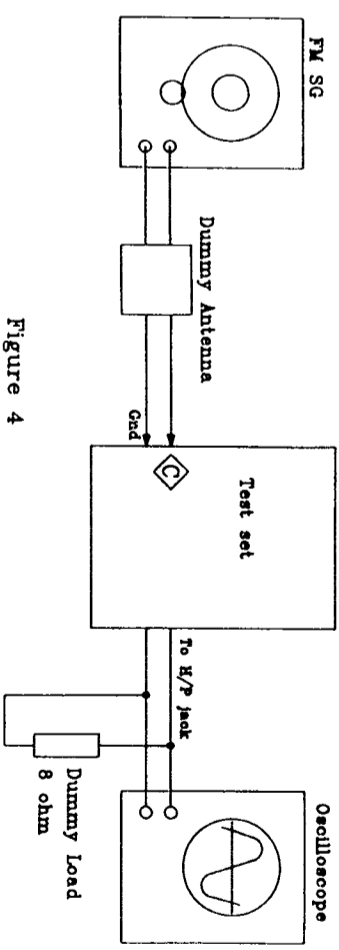 FM SG
Dummy Antenna
Gnd
C
Test set
To H/P jack
Dummy Load
8 ohm
Oscilloscope
Figure 4